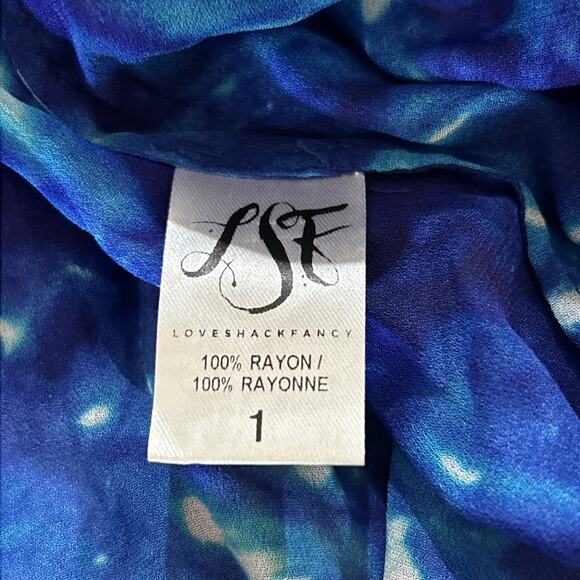 LSF
LOVESHACKFANCY
100% RAYON /
100% RAYONNE
1